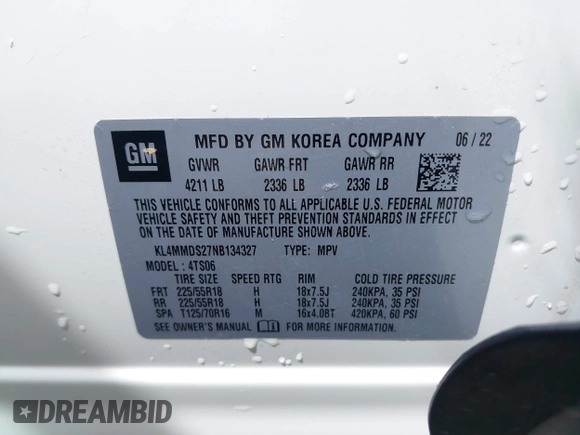 GM
MFD BY GM KOREA COMPANY 06/22
GVWR GAWR FRT GAWR RR
4211 LB 2336 LB 2336 LB
THIS VEHICLE CONFORMS TO ALL APPLICABLE U.S. FEDERAL MOTOR
VEHICLE SAFETY AND THEFT PREVENTION STANDARDS IN EFFECT
ON THE DATE OF MANUFACTURE SHOWN ABOVE.
KL4MMDS27NB134327 TYPE: MPV
MODEL: 4TS06
TIRE SIZE SPEED RTG RIM COLD TIRE PRESSURE
FRT 225/55R18 H 18x7.5J 240KPA, 35 PSI
RR 225/55R18 H 18x7.5J 240KPA, 35 PSI
SPA T125/70R16 M 16x4.0BT 420KPA, 60 PSI
SEE OWNER'S MANUAL FOR MORE INFORMATION.
DREAMBID